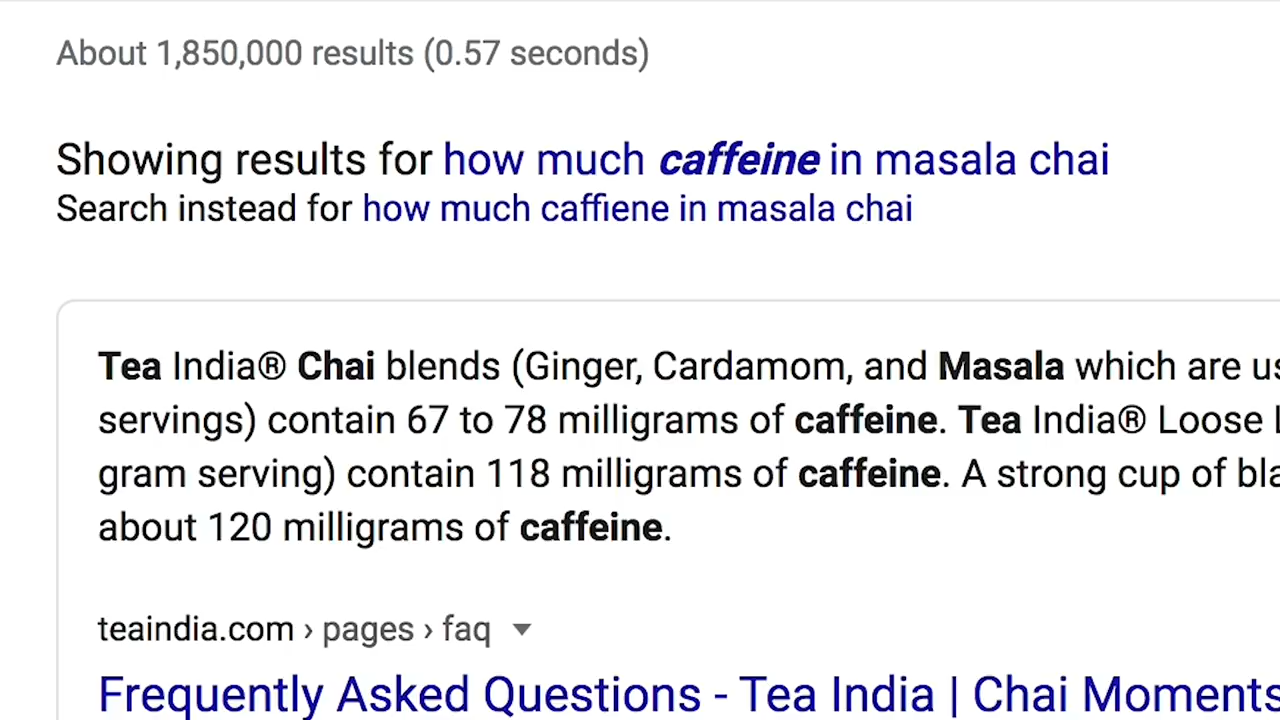 About 1,850,000 results (0.57 seconds)
Showing results for how much caffeine in masala chai
Search instead for how much caffiene in masala chai
Tea India® Chai blends (Ginger, Cardamom, and Masala which are
servings) contain 67 to 78 milligrams of caffeine. Tea India® Loose
gram serving) contain 118 milligrams of caffeine. A strong cup of
about 120 milligrams of caffeine.
teaindia.com › pages › faq
Frequently Asked Questions - Tea India | Chai Moments